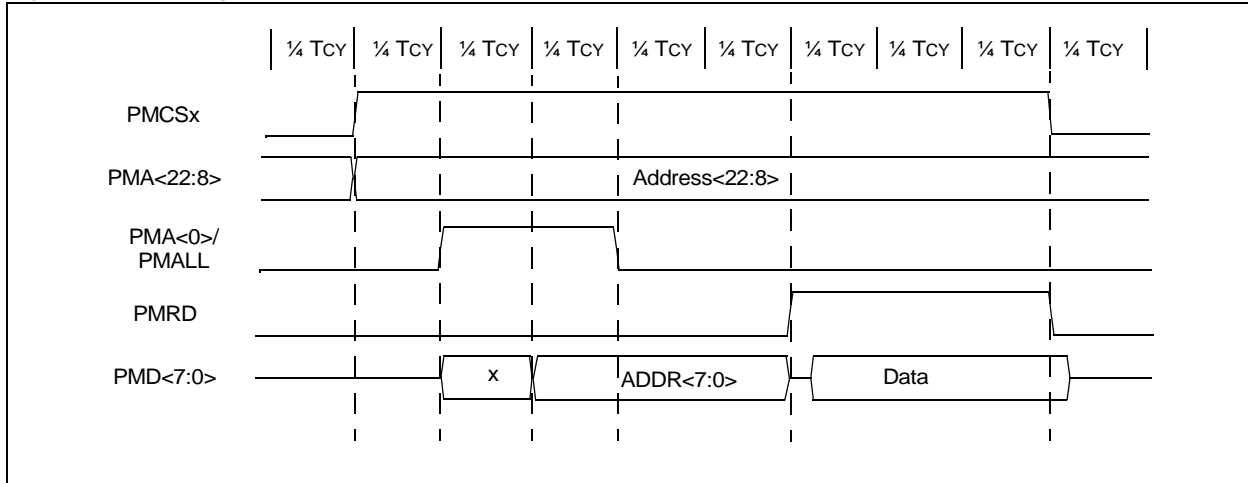 ¼ TCY ¼ TCY ¼ TCY ¼ TCY ¼ TCY ¼ TCY ¼ TCY ¼ TCY ¼ TCY ¼ TCY
PMCSx
PMA<22:8> Address<22:8>
PMA<0>/
PMALL
PMRD
PMD<7:0> x ADDR<7:0> Data